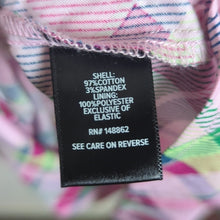 SHELL:
97%COTTON
3%SPANDEX
LINING:
100%POLYESTER
EXCLUSIVE OF
ELASTIC
RN# 148862
SEE CARE ON REVERSE